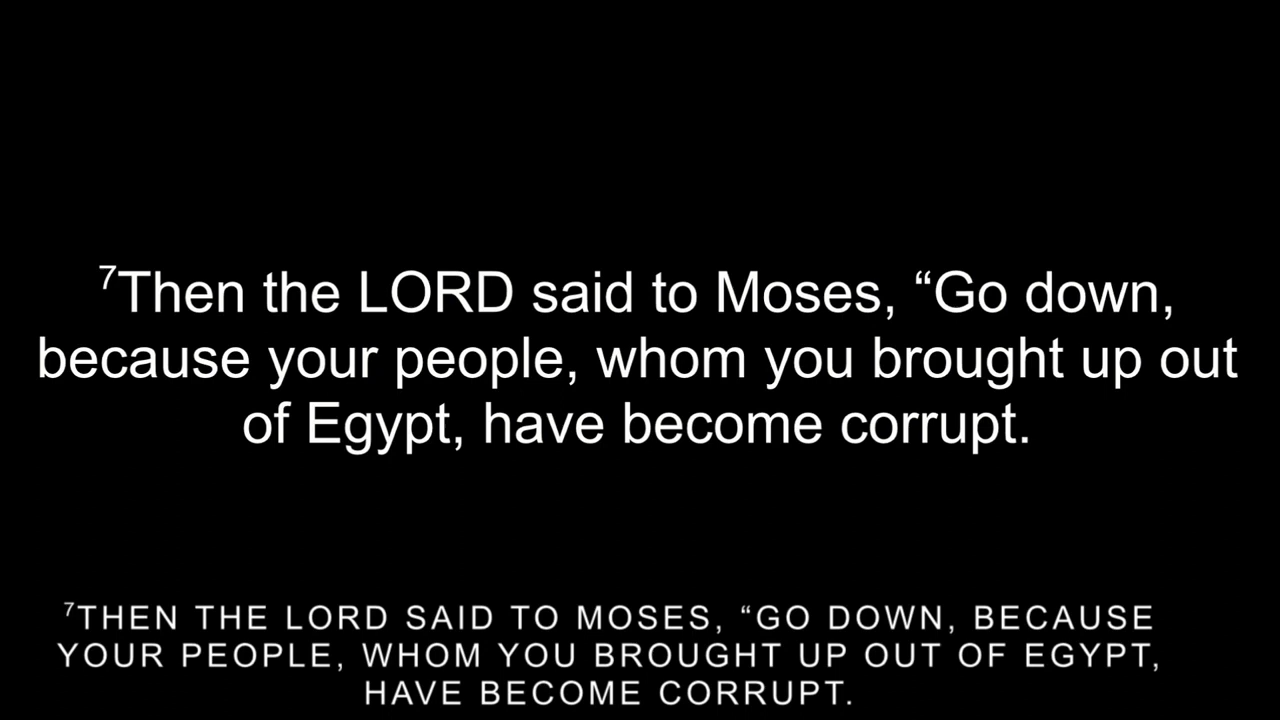 ⁷Then the LORD said to Moses, “Go down,
because your people, whom you brought up out
of Egypt, have become corrupt.
⁷THEN THE LORD SAID TO MOSES, “GO DOWN, BECAUSE
YOUR PEOPLE, WHOM YOU BROUGHT UP OUT OF EGYPT,
HAVE BECOME CORRUPT.